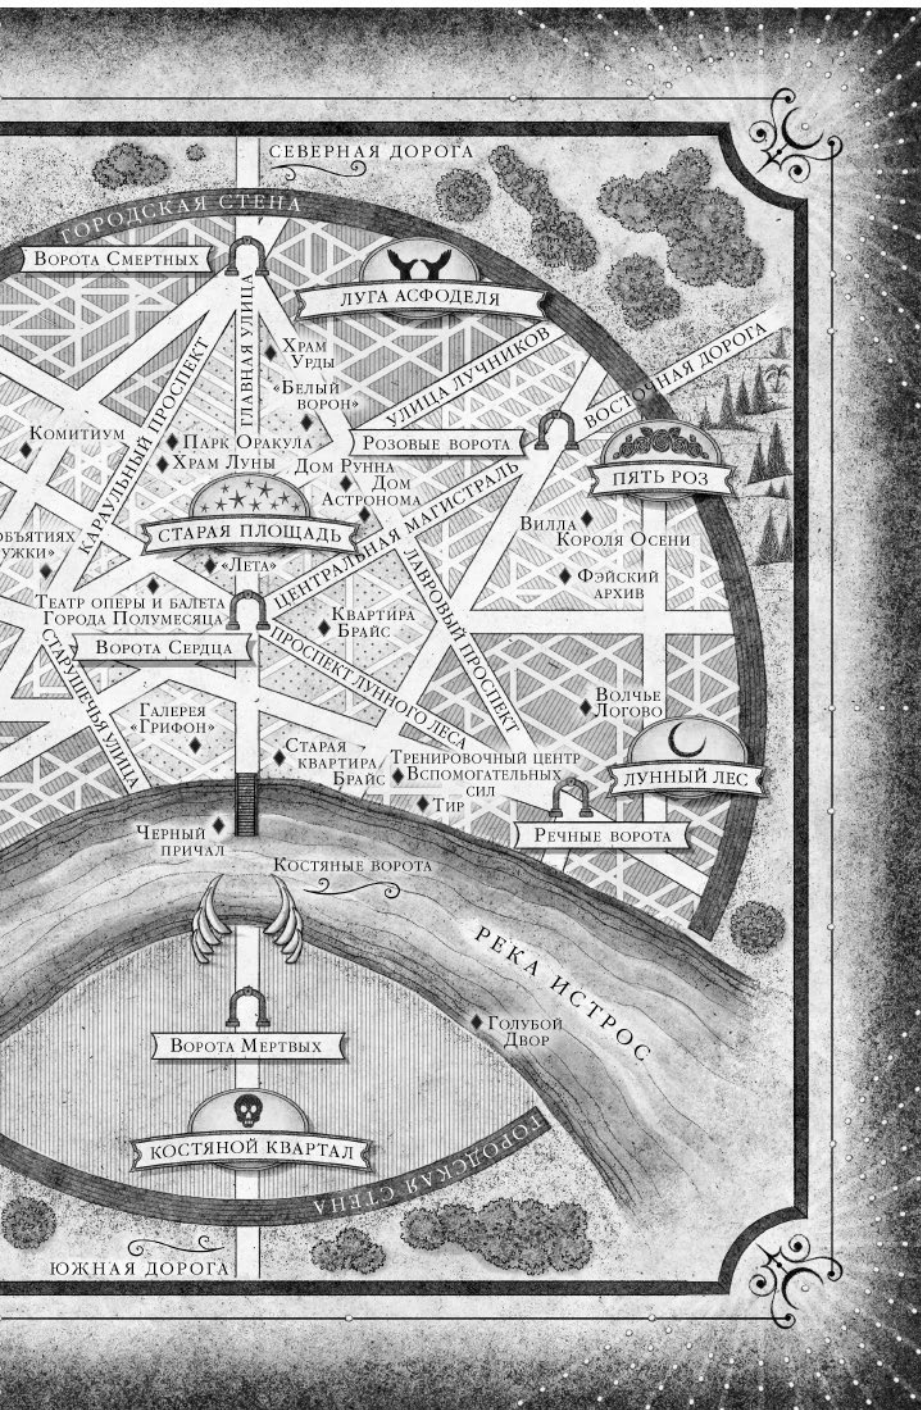 СЕВЕРНАЯ ДОРОГА
ГОРОДСКАЯ СТЕНА
ВОРОТА СМЕРТНЫХ
ЛУГА АСФОДЕЛЯ
ГЛАВНАЯ УЛИЦА
ХРАМ
УРДЫ
УЛИЦА ЛУЧНИКОВ
ВОСТОЧНАЯ ДОРОГА
КАРАУЛЬНЫЙ ПРОСПЕКТ
«БЕЛЫЙ
ВОРОН»
КОМИТИУМ
ПАРК ОРАКУЛА
РОЗОВЫЕ ВОРОТА
ХРАМ ЛУНЫ
ДОМ РУННА
ДОМ
АСТРОНОМА
ПЯТЬ РОЗ
СТАРАЯ ПЛОЩАДЬ
ЦЕНТРАЛЬНАЯ МАГИСТРАЛЬ
ВИЛЛА
КОРОЛЯ ОСЕНИ
ОБЪЯТИЯХ
УЖКИ»
«ЛЕТА»
ЛАВРОВЫЙ ПРОСПЕКТ
ФЭЙСКИЙ
АРХИВ
ТЕАТР ОПЕРЫ И БАЛЕТА
ГОРОДА ПОЛУМЕСЯЦА
КВАРТИРА
БРАЙС
ВОРОТА СЕРДЦА
СТАРУШЕЧЬЯ УЛИЦА
ПРОСПЕКТ ЛУННОГО ЛЕСА
ВОЛЧЬЕ
ЛОГОВО
ГАЛЕРЕЯ
«ГРИФОН»
СТАРАЯ
КВАРТИРА
БРАЙС
ТРЕНИРОВОЧНЫЙ ЦЕНТР
ВСПОМОГАТЕЛЬНЫХ
СИЛ
ЛУННЫЙ ЛЕС
ТИР
ЧЕРНЫЙ
ПРИЧАЛ
РЕЧНЫЕ ВОРОТА
КОСТЯНЫЕ ВОРОТА
РЕКА ИСТРОС
ГОЛУБОЙ
ДВОР
ВОРОТА МЕРТВЫХ
КОСТЯНОЙ КВАРТАЛ
ГОРОДСКАЯ СТЕНА
ЮЖНАЯ ДОРОГА